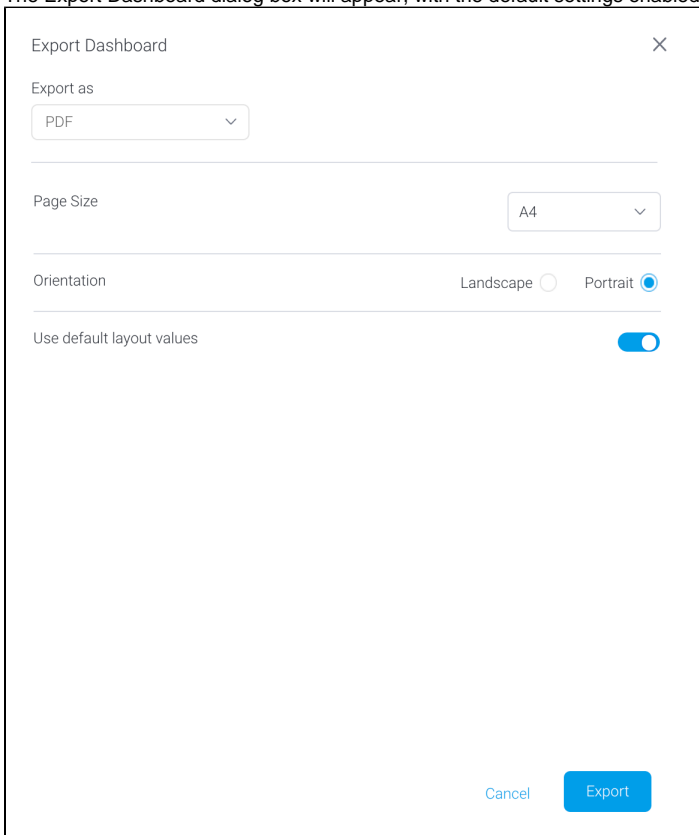 The Export Dashboard dialog box will appear, with the default settings enabled
Export Dashboard
Export as
PDF
Page Size
A4
Orientation
Landscape
Portrait
Use default layout values
Cancel
Export